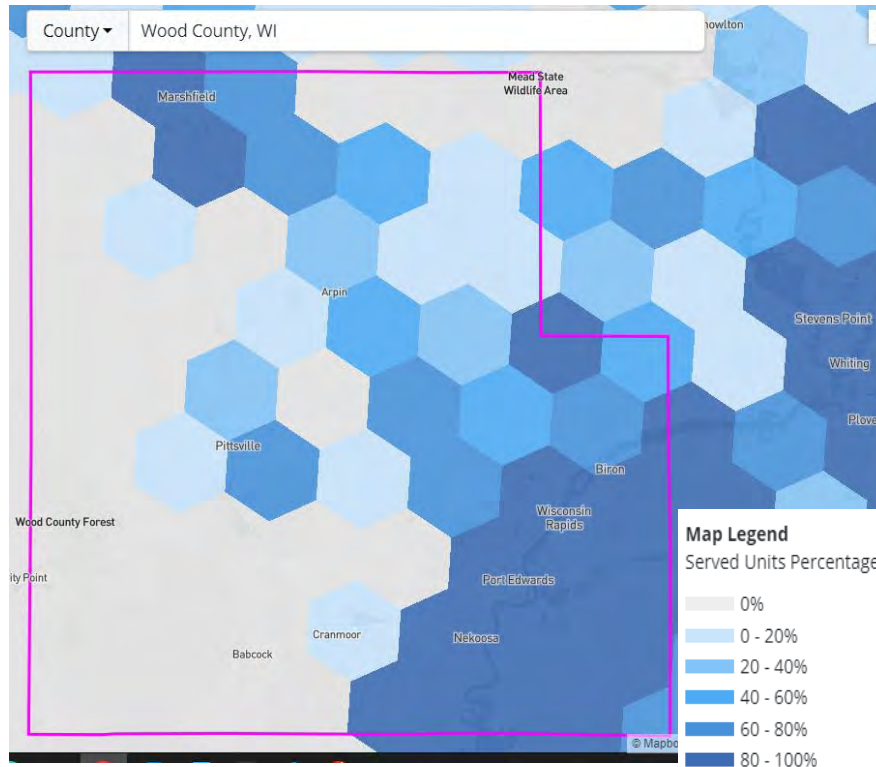 County
Wood County, WI
nowlton
Mead State
Wildlife Area
Marshfield
Arpin
Stevens Point
Whiting
Plove
Pittsville
Biron
Wisconsin
Rapids
Wood County Forest
ity Point
Port Edwards
Cranmoor
Nekoosa
Babcock
© Mapbo
Map Legend
Served Units Percentage
0%
0 - 20%
20 - 40%
40 - 60%
60 - 80%
80 - 100%